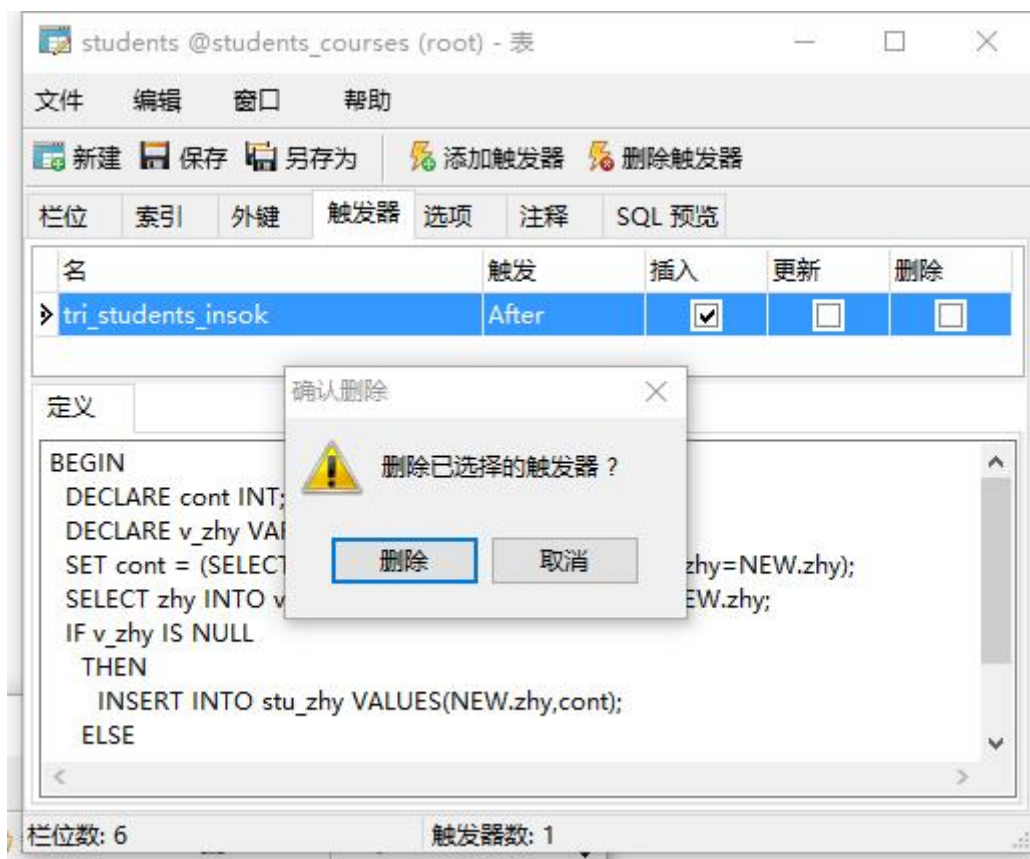 students @students_courses (root) - 表
文件 编辑 窗口 帮助
新建 保存 另存为 添加触发器 删除触发器
栏位 索引 外键 触发器 选项 注释 SQL 预览
名 触发 插入 更新 删除
tri_students_insok After
确认删除
删除已选择的触发器？
删除 取消
定义
BEGIN
DECLARE cont INT;
DECLARE v_zhy
SET cont = (SELECT zhy=NEW.zhy);
SELECT zhy INTO
IF v_zhy IS NULL
THEN
INSERT INTO stu_zhy VALUES(NEW.zhy,cont);
ELSE
栏位数: 6 触发器数: 1